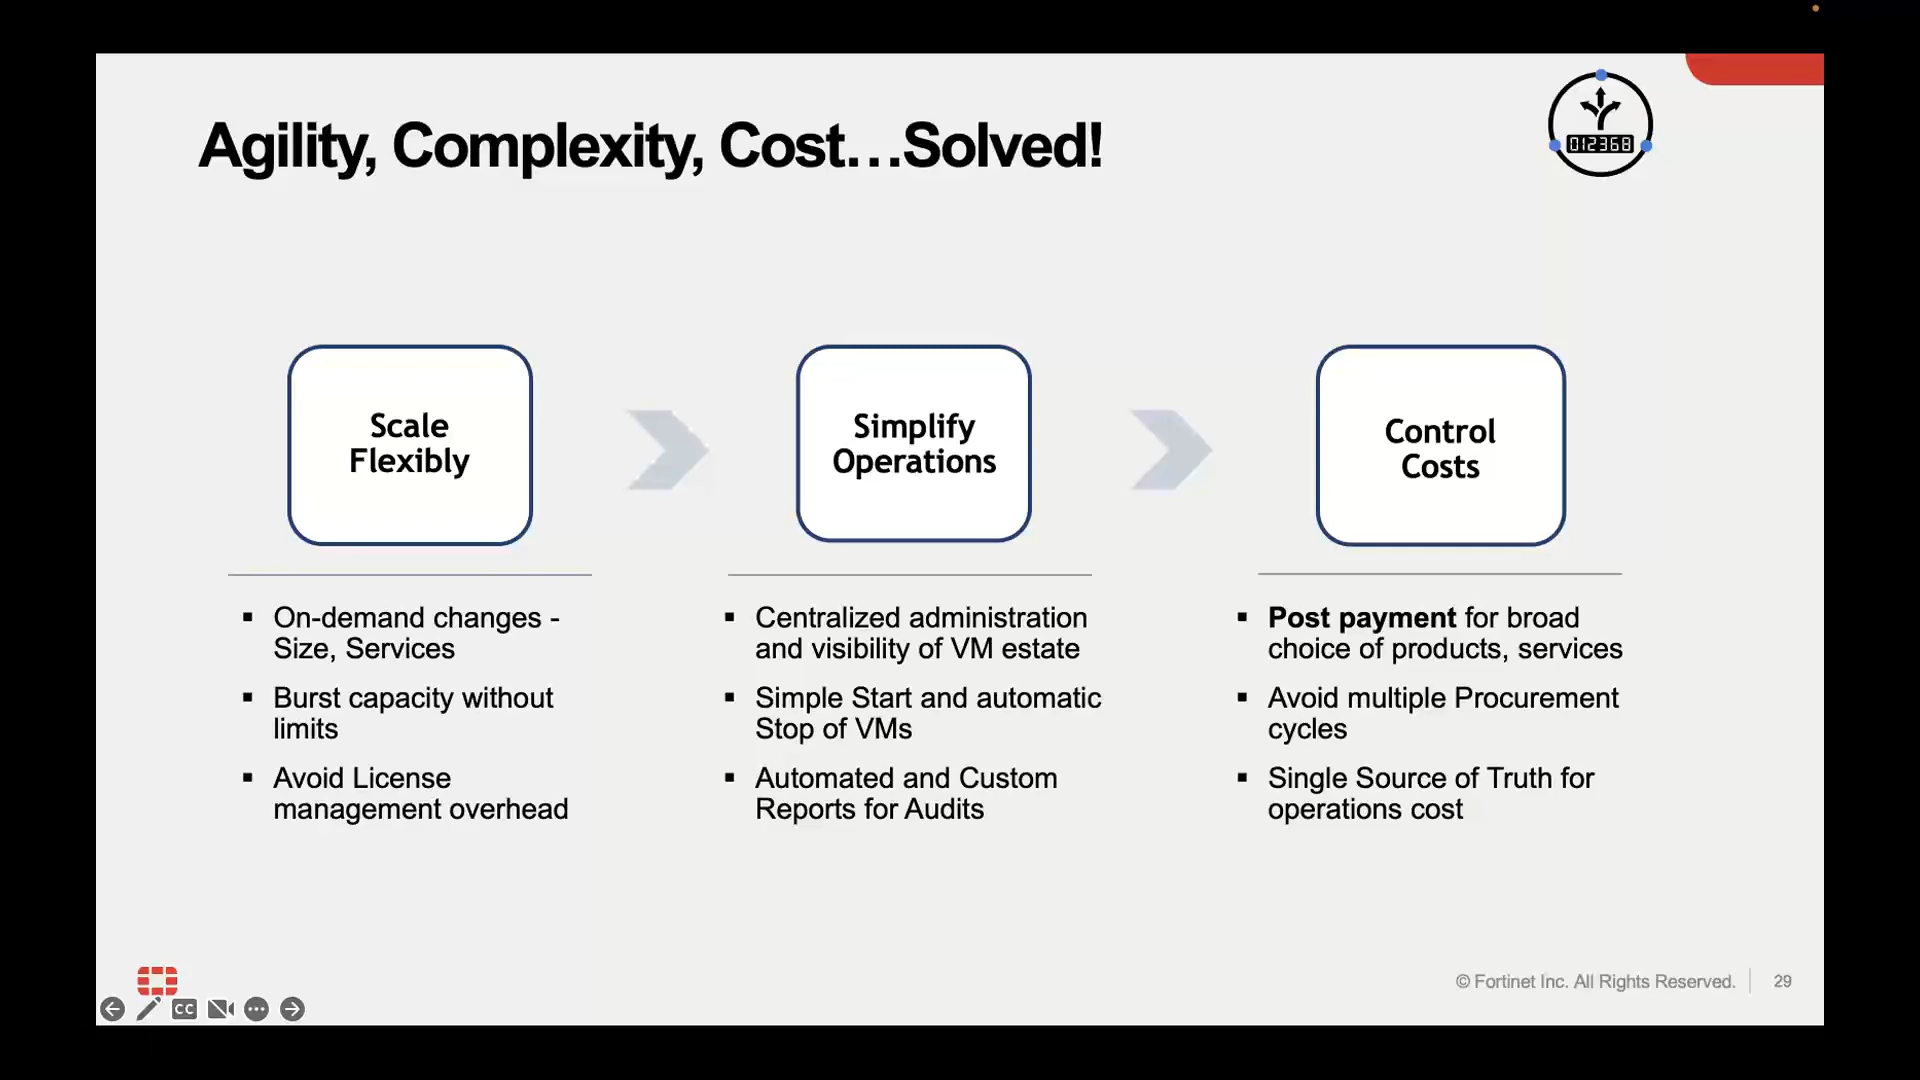 Agility, Complexity, Cost...Solved!
012368
Scale
Flexibly
Simplify
Operations
Control
Costs
▪ On-demand changes -
Size, Services
▪ Burst capacity without
limits
▪ Avoid License
management overhead
▪ Centralized administration
and visibility of VM estate
▪ Simple Start and automatic
Stop of VMs
▪ Automated and Custom
Reports for Audits
▪ Post payment for broad
choice of products, services
▪ Avoid multiple Procurement
cycles
▪ Single Source of Truth for
operations cost
© Fortinet Inc. All Rights Reserved.
29
CC